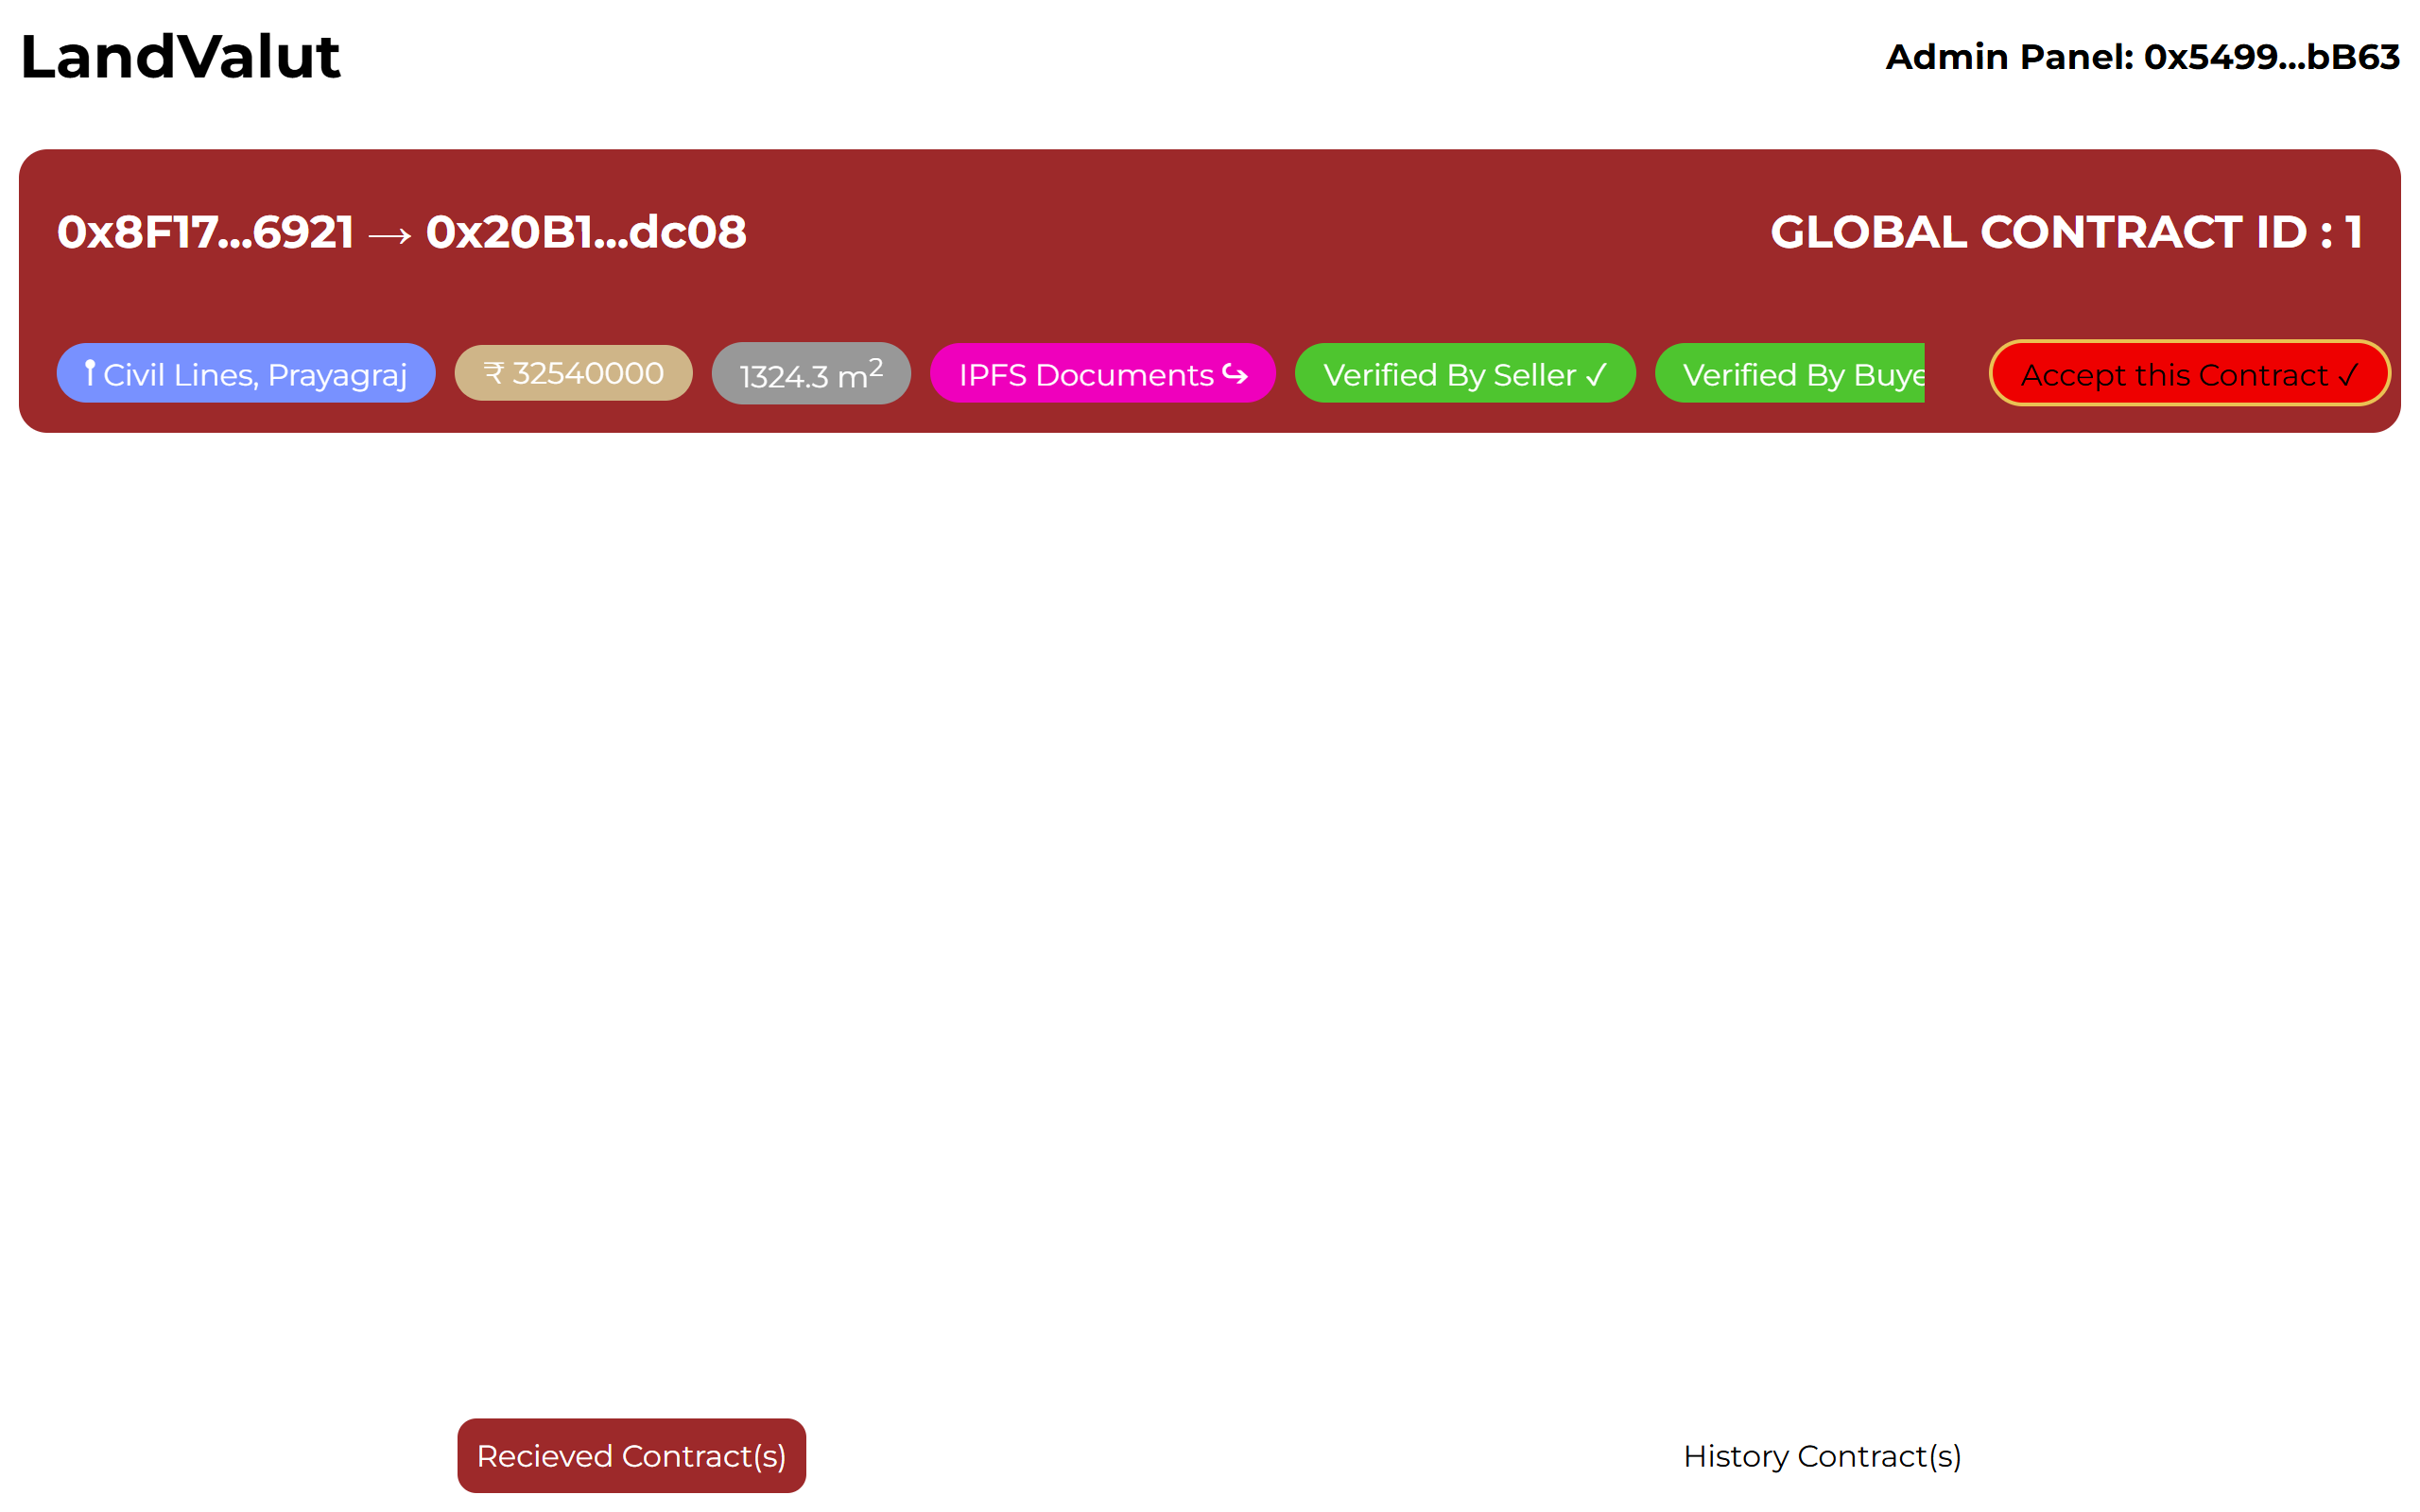 LandValut
Admin Panel: 0x5499...bB63
0x8F17...6921 → 0x20B1...dc08
GLOBAL CONTRACT ID : 1
Civil Lines, Prayagraj
₹ 32540000
1324.3 m²
IPFS Documents ↪
Verified By Seller ✓
Verified By Buye
Accept this Contract ✓
Recieved Contract(s)
History Contract(s)